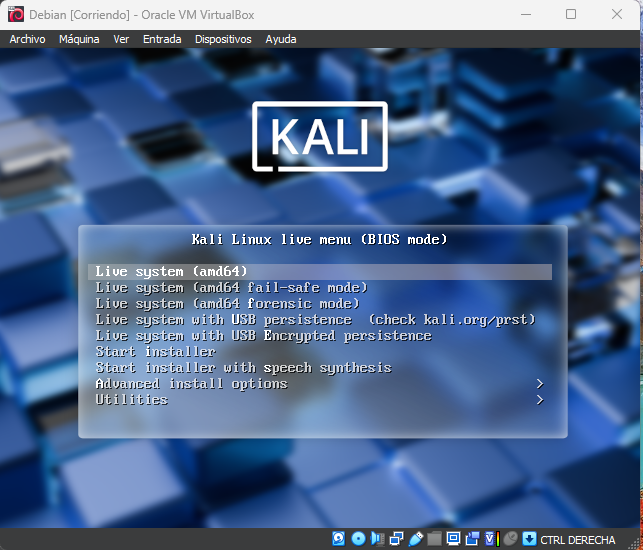 Debian [Corriendo] - Oracle VM VirtualBox
Archivo Máquina Ver Entrada Dispositivos Ayuda
KALI
Kali Linux live menu (BIOS mode)
Live system (amd64)
Live system (amd64 fail-safe mode)
Live system (amd64 forensic mode)
Live system with USB persistence  (check kali.org/prst)
Live system with USB Encrypted persistence
Start installer
Start installer with speech synthesis
Advanced install options >
Utilities >
CTRL DERECHA